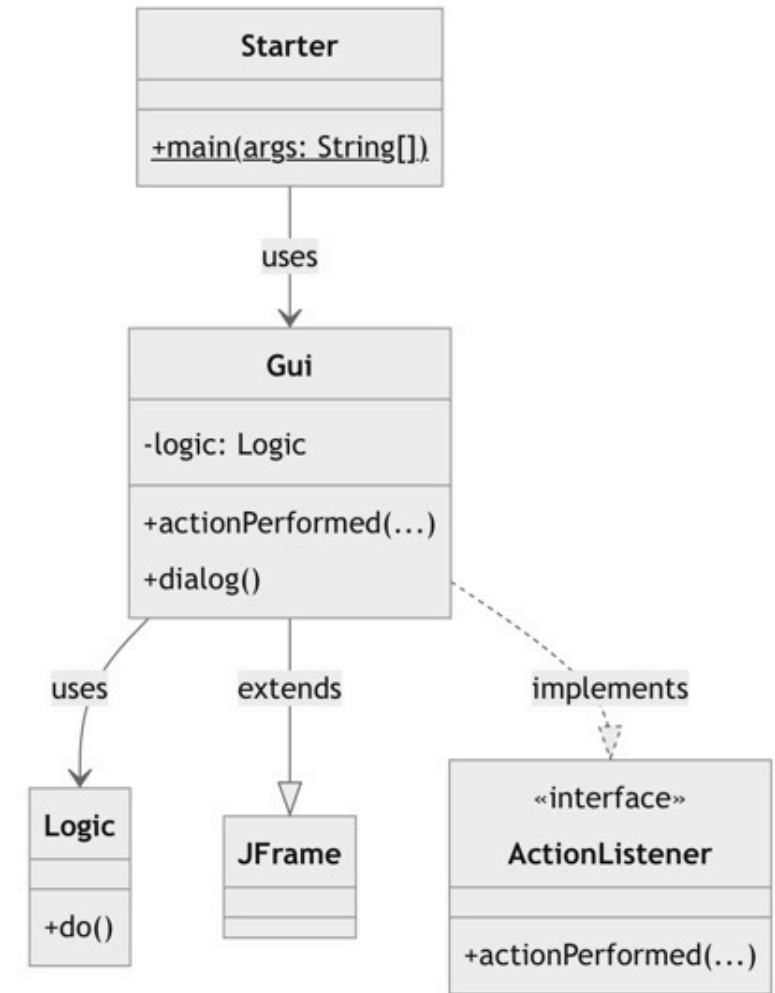 Starter
+main(args: String[])
uses
Gui
-logic: Logic
+actionPerformed(...)
+dialog()
uses
extends
implements
Logic
+do()
JFrame
«interface»
ActionListener
+actionPerformed(...)